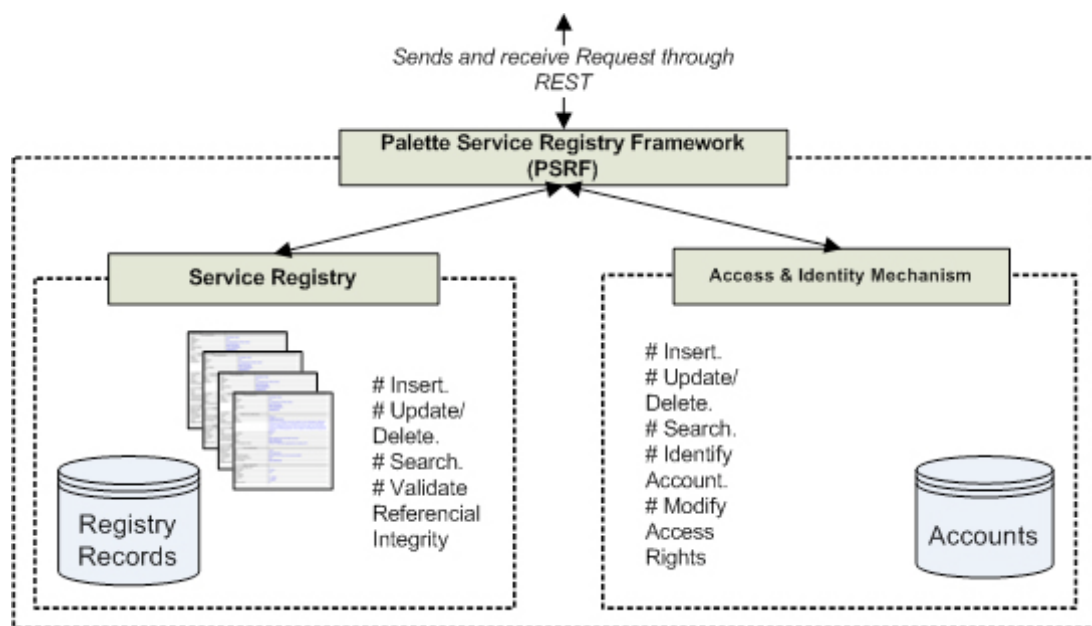 Sends and receive Request through
REST
Palette Service Registry Framework
(PSRF)
Service Registry
# Insert.
# Update/
Delete.
# Search.
# Validate
Referencial
Integrity
Registry
Records
Access & Identity Mechanism
# Insert.
# Update/
Delete.
# Search.
# Identify
Account.
# Modify
Access
Rights
Accounts